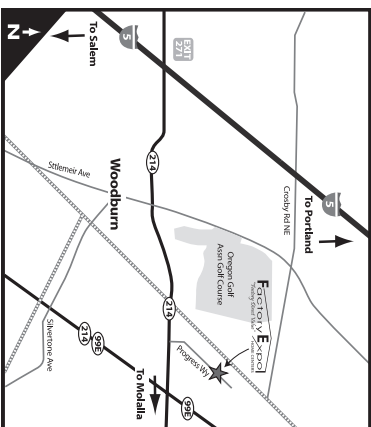 N
To Salem
5
EXIT
271
214
Sttlemeir Ave
Woodburn
Crosby Rd NE
5
To Portland
Oregon Golf
Assn Golf Course
Factory Expo
214
Progress Wy
99E
214
Silvertone Ave
To Molalla
99E